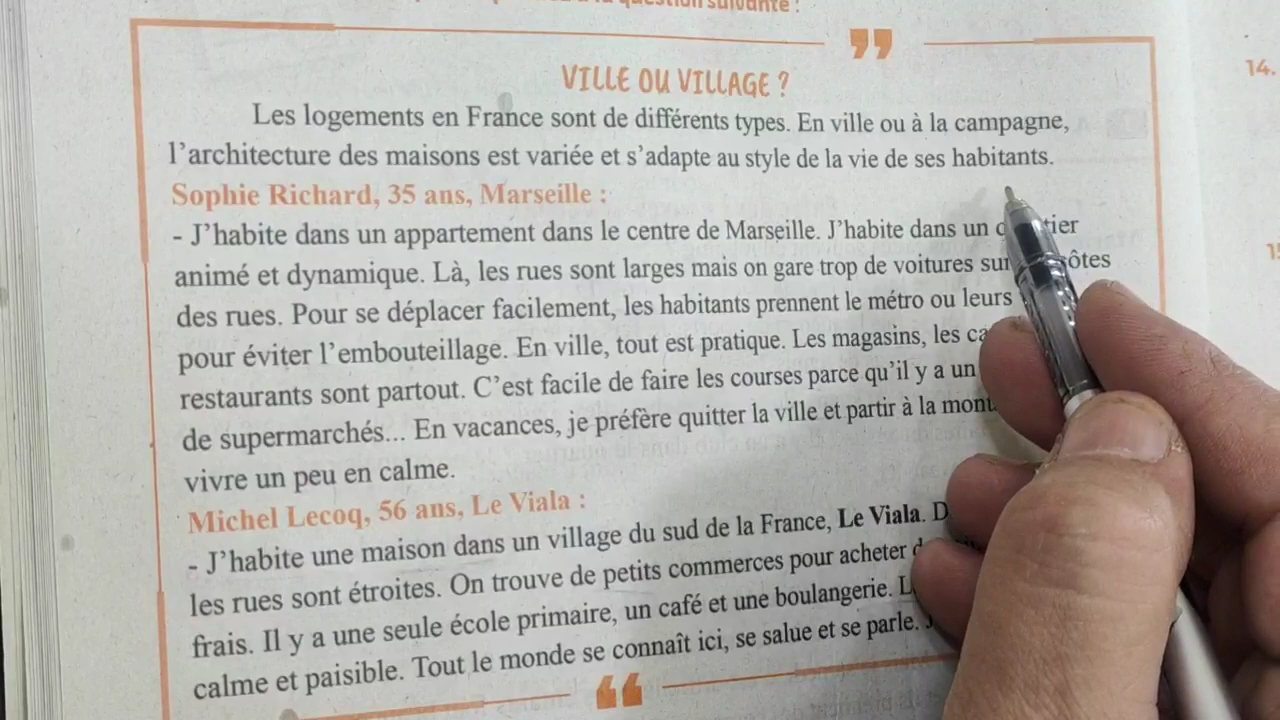 question suivante :
VILLE OU VILLAGE ?
Les logements en France sont de différents types. En ville ou à la campagne,
l'architecture des maisons est variée et s'adapte au style de la vie de ses habitants.
Sophie Richard, 35 ans, Marseille :
- J'habite dans un appartement dans le centre de Marseille. J'habite dans un
animé et dynamique. Là, les rues sont larges mais on gare trop de voitures sur
des rues. Pour se déplacer facilement, les habitants prennent le métro ou leurs
pour éviter l'embouteillage. En ville, tout est pratique. Les magasins, les
restaurants sont partout. C'est facile de faire les courses parce qu'il y a un
de supermarchés... En vacances, je préfère quitter la ville et partir à la
vivre un peu en calme.
Michel Lecoq, 56 ans, Le Viala :
- J'habite une maison dans un village du sud de la France, Le Viala.
les rues sont étroites. On trouve de petits commerces pour acheter
frais. Il y a une seule école primaire, un café et une boulangerie.
calme et paisible. Tout le monde se connaît ici, se salue et se parle.
14.